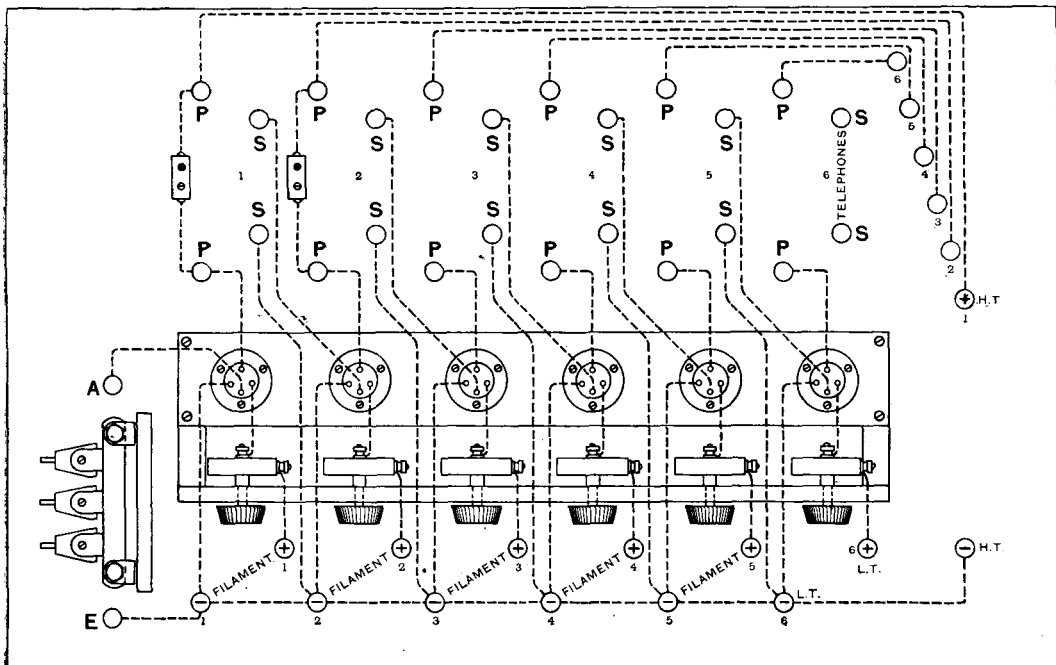 P P P P P P 6
S S S S S S 5
1 2 3 4 5 6 TELEPHONES 4
S S S S S S 3
P P P P P P 2
+ H.T
1
A
FILAMENT + 1 FILAMENT + 2 FILAMENT + 3 FILAMENT + 4 FILAMENT + 5 6 + L.T. − H.T.
E − − − − − − L.T.
1 2 3 4 5 6